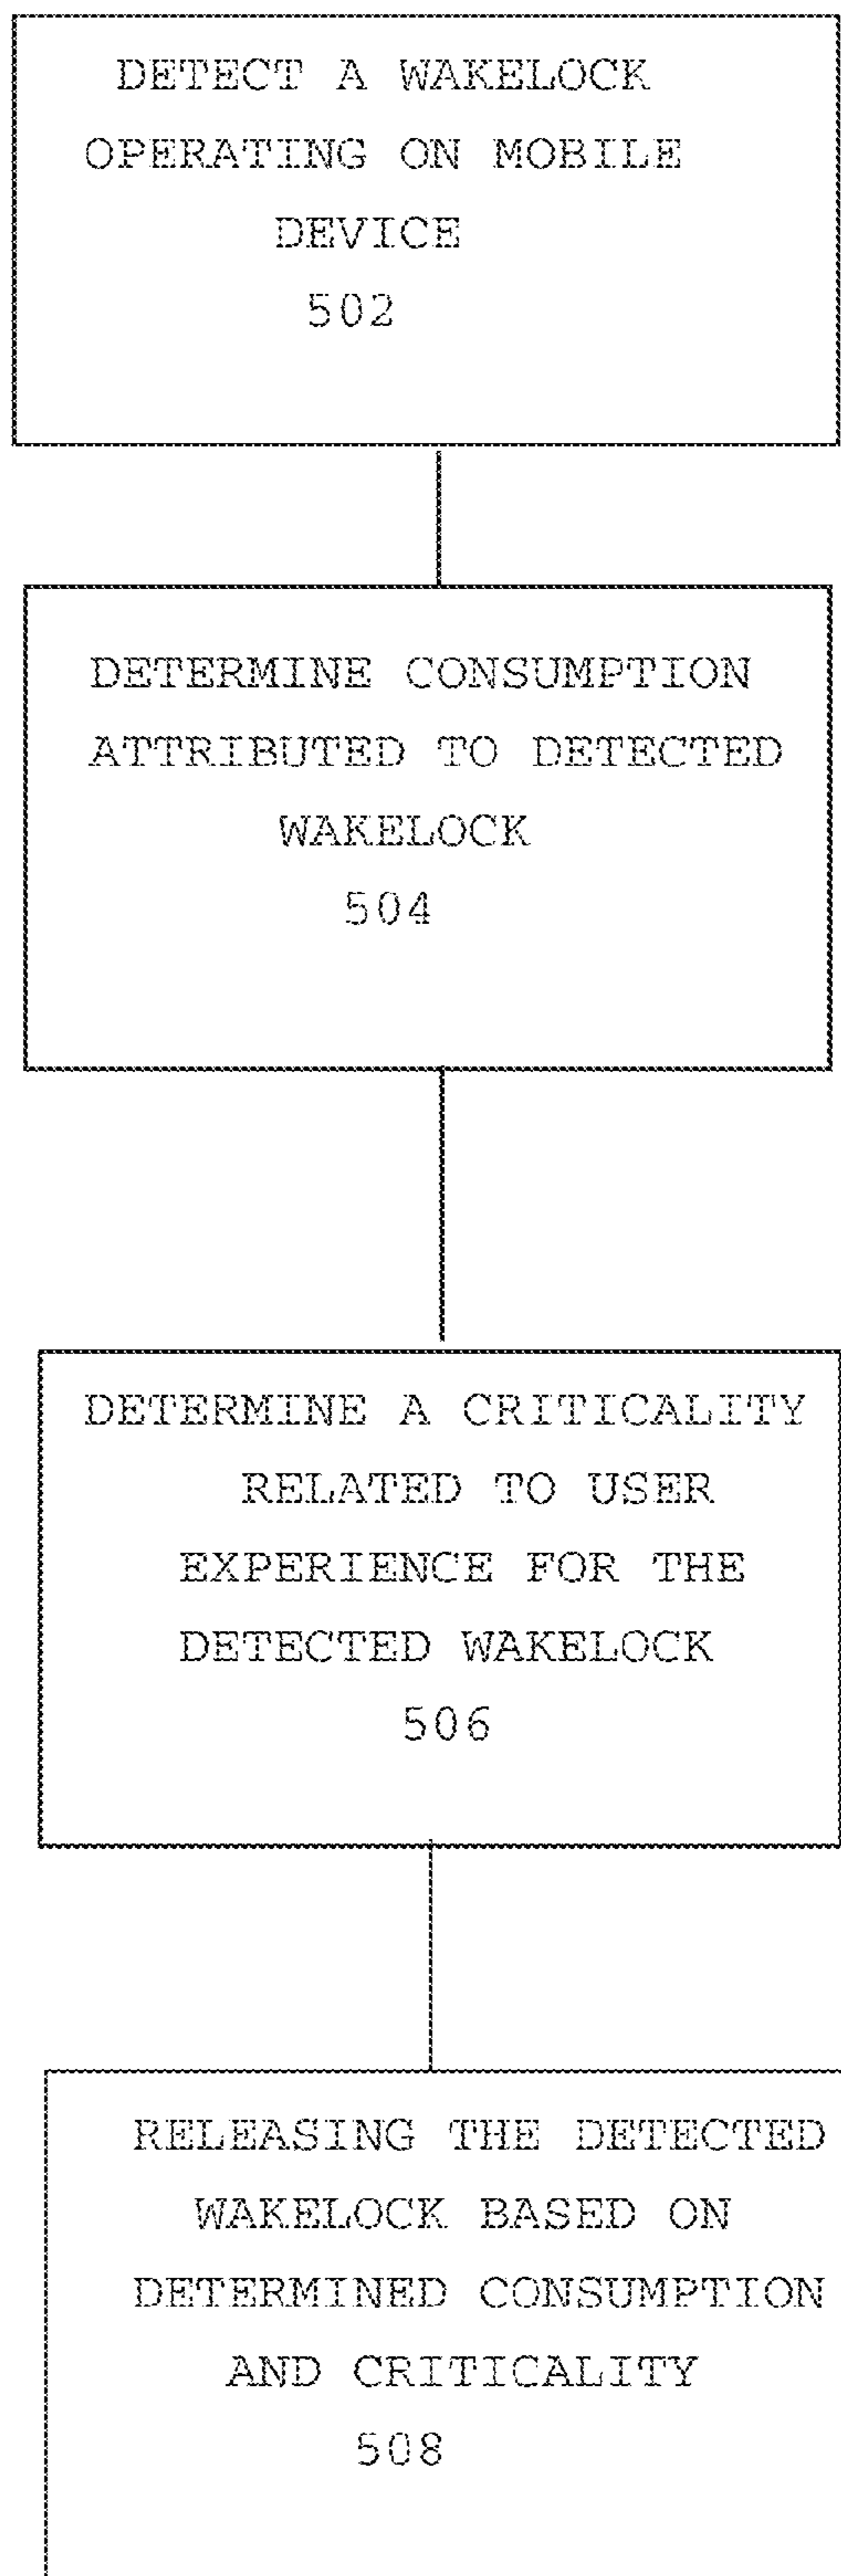 DETECT A WAKELOCK
OPERATING ON MOBILE
DEVICE
502
DETERMINE CONSUMPTION
ATTRIBUTED TO DETECTED
WAKELOCK
504
DETERMINE A CRITICALITY
RELATED TO USER
EXPERIENCE FOR THE
DETECTED WAKELOCK
506
RELEASING THE DETECTED
WAKELOCK BASED ON
DETERMINED CONSUMPTION
AND CRITICALITY
508